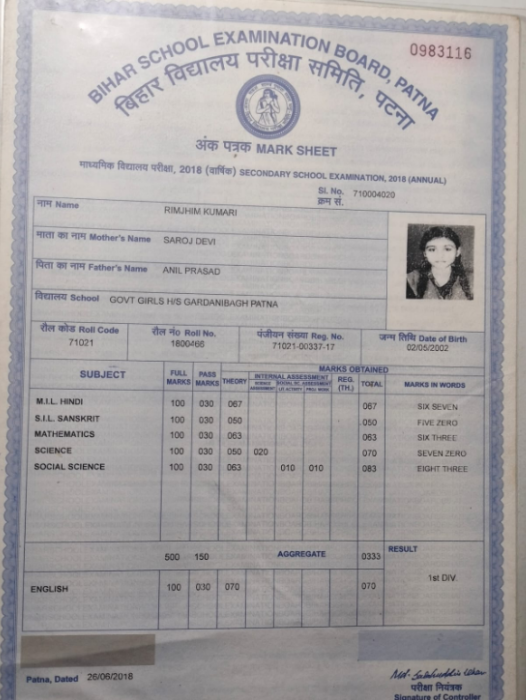 BIHAR SCHOOL EXAMINATION BOARD, PATNA
0983116
बिहार विद्यालय परीक्षा समिति, पटना
अंक पत्रक MARK SHEET
माध्यमिक विद्यालय परीक्षा, 2018 (वार्षिक) SECONDARY SCHOOL EXAMINATION, 2018 (ANNUAL)
Sl. No. 710004020
क्रम सं.
नाम Name RIMJHIM KUMARI
माता का नाम Mother's Name SAROJ DEVI
पिता का नाम Father's Name ANIL PRASAD
विद्यालय School GOVT GIRLS H/S GARDANIBAGH PATNA
रौल कोड Roll Code रौल नं० Roll No. पंजीयन संख्या Reg. No. जन्म तिथि Date of Birth
71021 1800466 71021-00337-17 02/05/2002
SUBJECT FULL MARKS PASS MARKS THEORY MARKS OBTAINED
INTERNAL ASSESSMENT REG. (TH.) TOTAL MARKS IN WORDS
M.I.L. HINDI 100 030 067 067 SIX SEVEN
S.I.L. SANSKRIT 100 030 050 050 FIVE ZERO
MATHEMATICS 100 030 063 063 SIX THREE
SCIENCE 100 030 050 020 070 SEVEN ZERO
SOCIAL SCIENCE 100 030 063 010 010 083 EIGHT THREE
500 150 AGGREGATE 0333 RESULT
1st DIV.
ENGLISH 100 030 070 070
Patna, Dated 26/06/2018
परीक्षा नियंत्रक
Signature of Controller